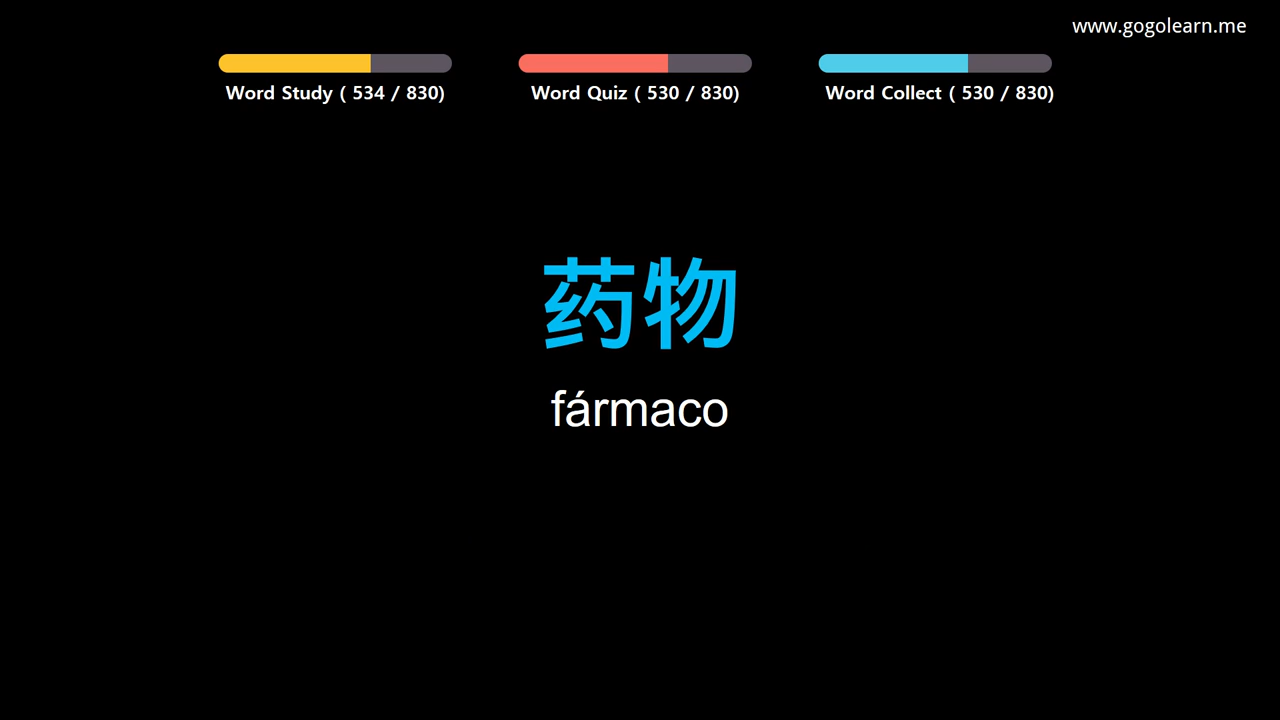 www.gogolearn.me
Word Study ( 534 / 830)
Word Quiz ( 530 / 830)
Word Collect ( 530 / 830)
药物
fármaco